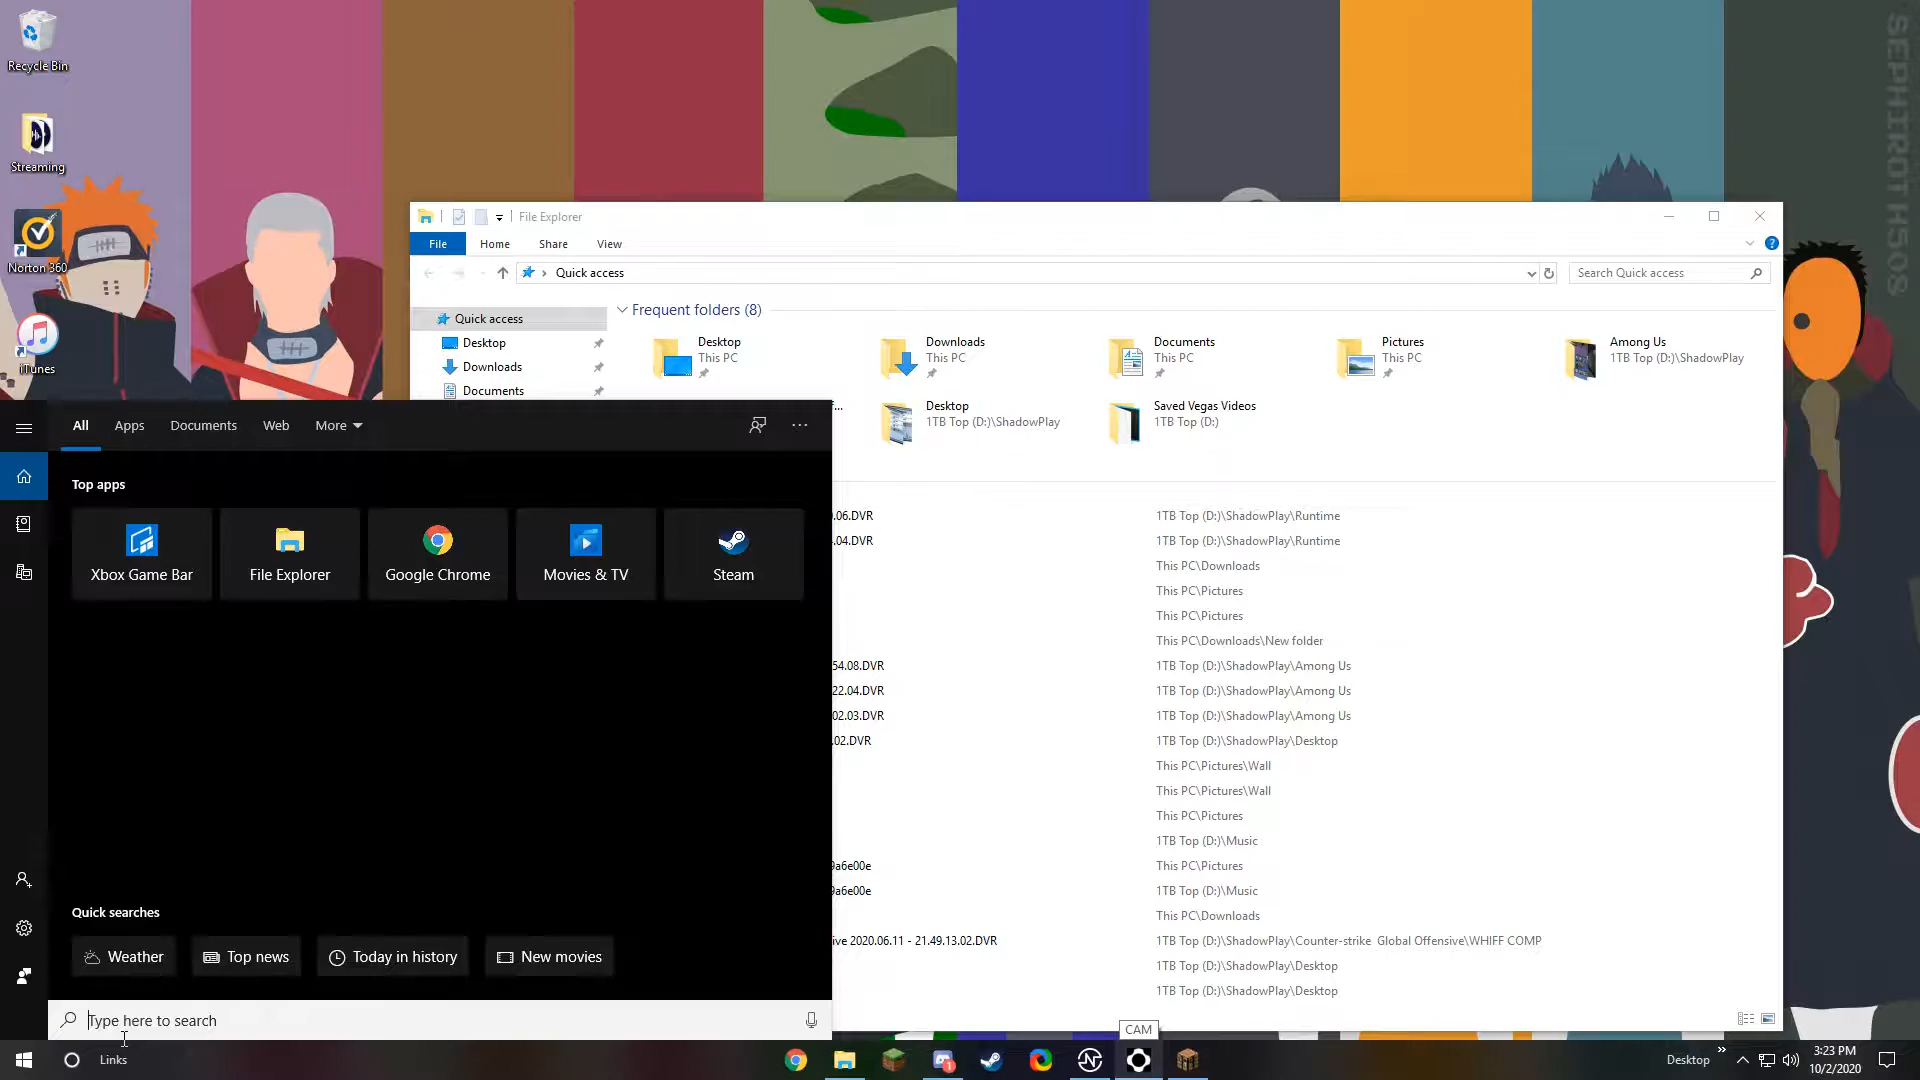 Recycle Bin
Streaming
Norton 360
iTunes
SEPHIROTH508
File Explorer
File
Home
Share
View
Quick access
Search Quick access
Quick access
Desktop
Downloads
Documents
Frequent folders (8)
Desktop
This PC
Downloads
This PC
Documents
This PC
Pictures
This PC
Among Us
1TB Top (D:)\ShadowPlay
Desktop
1TB Top (D:)\ShadowPlay
Saved Vegas Videos
1TB Top (D:)
.06.DVR
1TB Top (D:)\ShadowPlay\Runtime
.04.DVR
1TB Top (D:)\ShadowPlay\Runtime
This PC\Downloads
This PC\Pictures
This PC\Pictures
This PC\Downloads\New folder
54.08.DVR
1TB Top (D:)\ShadowPlay\Among Us
22.04.DVR
1TB Top (D:)\ShadowPlay\Among Us
02.03.DVR
1TB Top (D:)\ShadowPlay\Among Us
.02.DVR
1TB Top (D:)\ShadowPlay\Desktop
This PC\Pictures\Wall
This PC\Pictures\Wall
This PC\Pictures
1TB Top (D:)\Music
9a6e00e
This PC\Pictures
9a6e00e
1TB Top (D:)\Music
This PC\Downloads
ive 2020.06.11 - 21.49.13.02.DVR
1TB Top (D:)\ShadowPlay\Counter-strike  Global Offensive\WHIFF COMP
1TB Top (D:)\ShadowPlay\Desktop
1TB Top (D:)\ShadowPlay\Desktop
All
Apps
Documents
Web
More
Top apps
Xbox Game Bar
File Explorer
Google Chrome
Movies & TV
Steam
Quick searches
Weather
Top news
Today in history
New movies
Type here to search
CAM
Links
1
Desktop
3:23 PM
10/2/2020